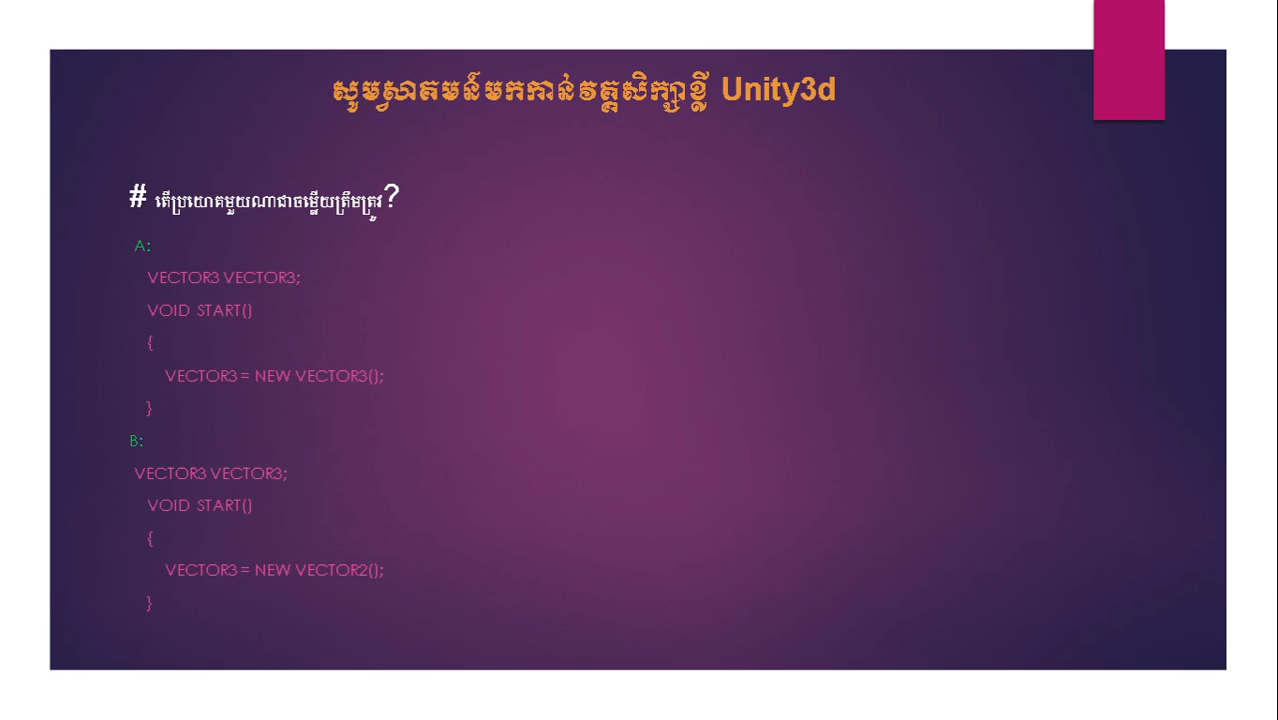 សូមស្វាគមន៍មកកាន់វគ្គសិក្សាខ្លី Unity3d
# តើប្រយោគមួយណាជាចម្លើយត្រឹមត្រូវ?
A:
VECTOR3 VECTOR3;
VOID START()
{
VECTOR3 = NEW VECTOR3();
}
B:
VECTOR3 VECTOR3;
VOID START()
{
VECTOR3 = NEW VECTOR2();
}